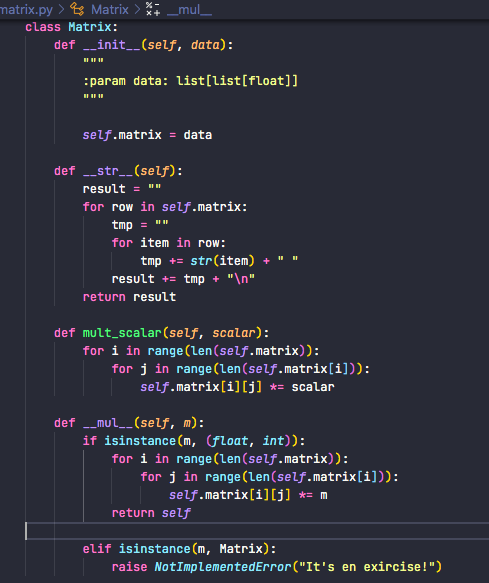 matrix.py > Matrix > __mul__
class Matrix:
    def __init__(self, data):
        """
        :param data: list[list[float]]
        """
        self.matrix = data
    def __str__(self):
        result = ""
        for row in self.matrix:
            tmp = ""
            for item in row:
                tmp += str(item) + " "
            result += tmp + "\n"
        return result
    def mult_scalar(self, scalar):
        for i in range(len(self.matrix)):
            for j in range(len(self.matrix[i])):
                self.matrix[i][j] *= scalar
    def __mul__(self, m):
        if isinstance(m, (float, int)):
            for i in range(len(self.matrix)):
                for j in range(len(self.matrix[i])):
                    self.matrix[i][j] *= m
            return self
        elif isinstance(m, Matrix):
            raise NotImplementedError("It's en exircise!")